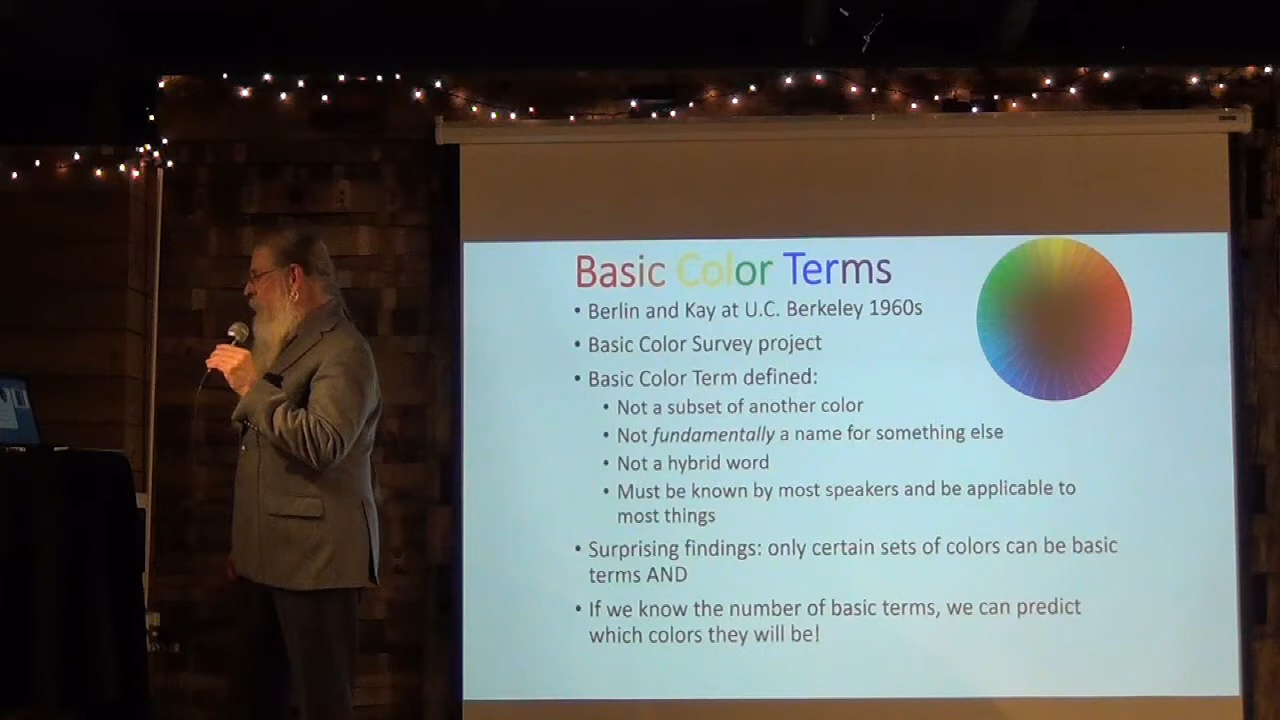 Basic Color Terms
• Berlin and Kay at U.C. Berkeley 1960s
• Basic Color Survey project
• Basic Color Term defined:
• Not a subset of another color
• Not fundamentally a name for something else
• Not a hybrid word
• Must be known by most speakers and be applicable to
most things
• Surprising findings: only certain sets of colors can be basic
terms AND
• If we know the number of basic terms, we can predict
which colors they will be!